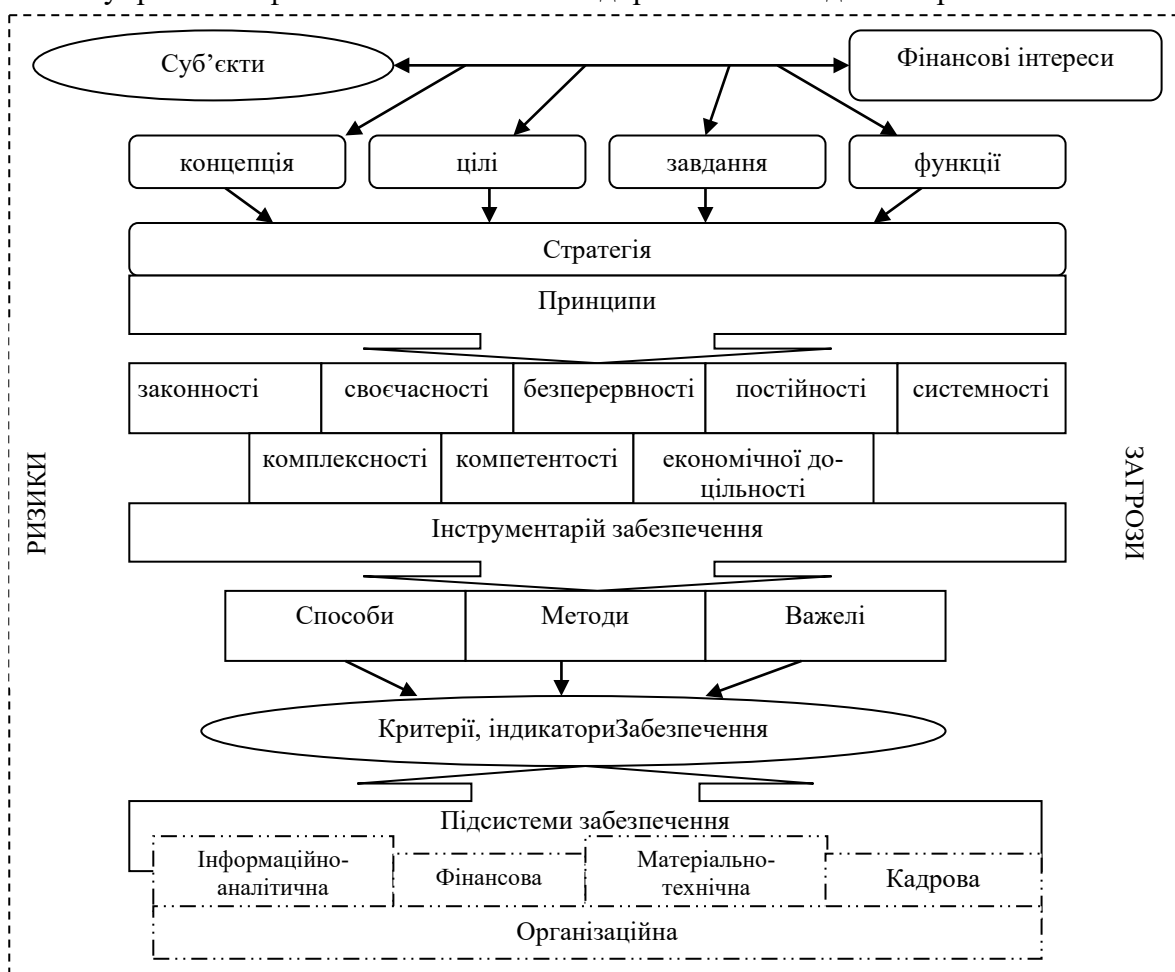 Суб’єкти
Фінансові інтереси
концепція
цілі
завдання
функції
Стратегія
Принципи
законності
своєчасності
безперервності
постійності
системності
комплексності
компетентості
економічної до-
цільності
РИЗИКИ
ЗАГРОЗИ
Інструментарій забезпечення
Способи
Методи
Важелі
Критерії, індикаториЗабезпечення
Підсистеми забезпечення
Інформаційно-
аналітична
Фінансова
Матеріально-
технічна
Кадрова
Організаційна